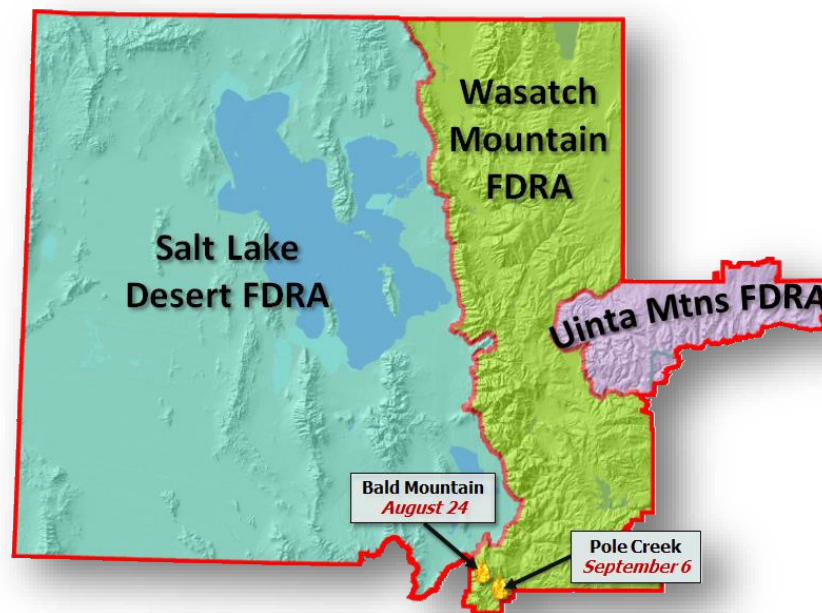 Wasatch
Mountain
FDRA
Salt Lake
Desert FDRA
Uinta Mtns FDRA
Bald Mountain
August 24
Pole Creek
September 6